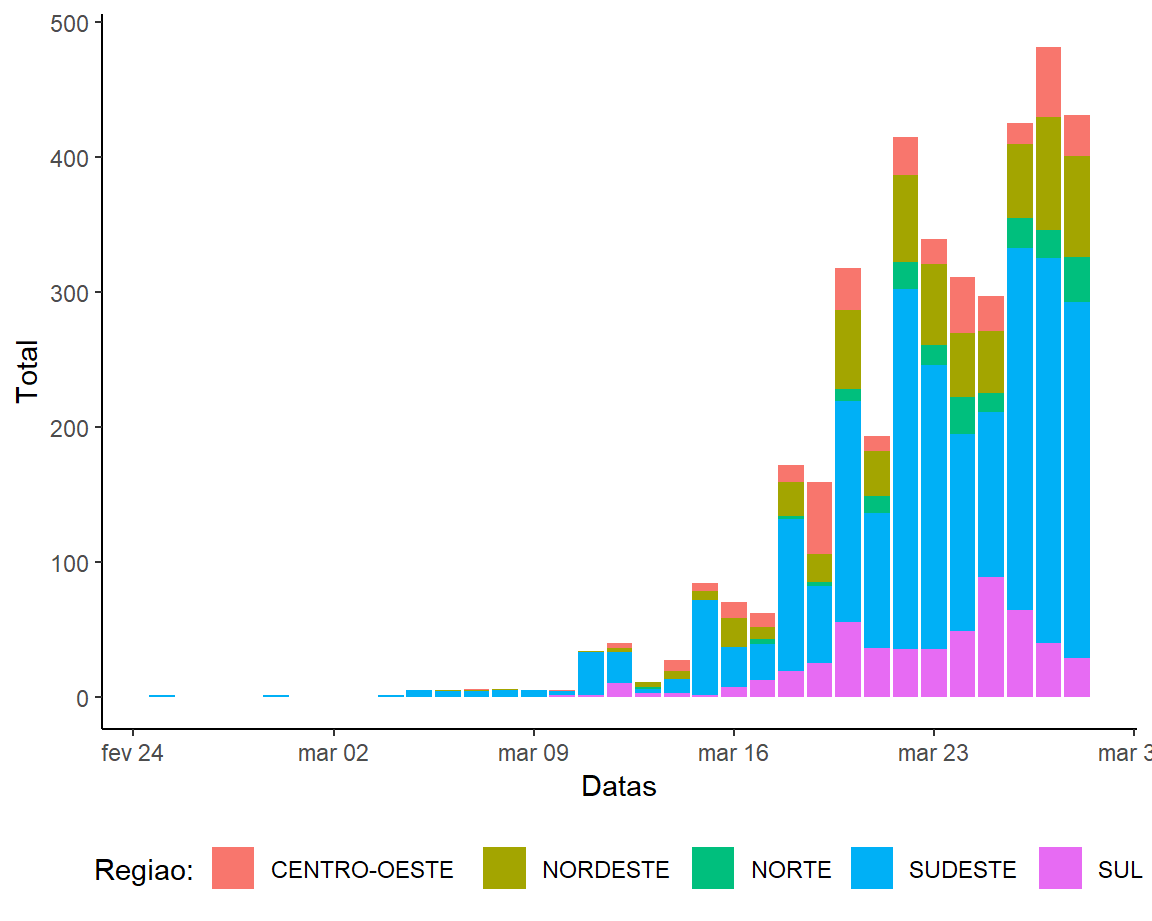 500
400
300
200
100
0
Total
fev 24 mar 02 mar 09 mar 16 mar 23 mar 3
Datas
Regiao: CENTRO-OESTE NORDESTE NORTE SUDESTE SUL